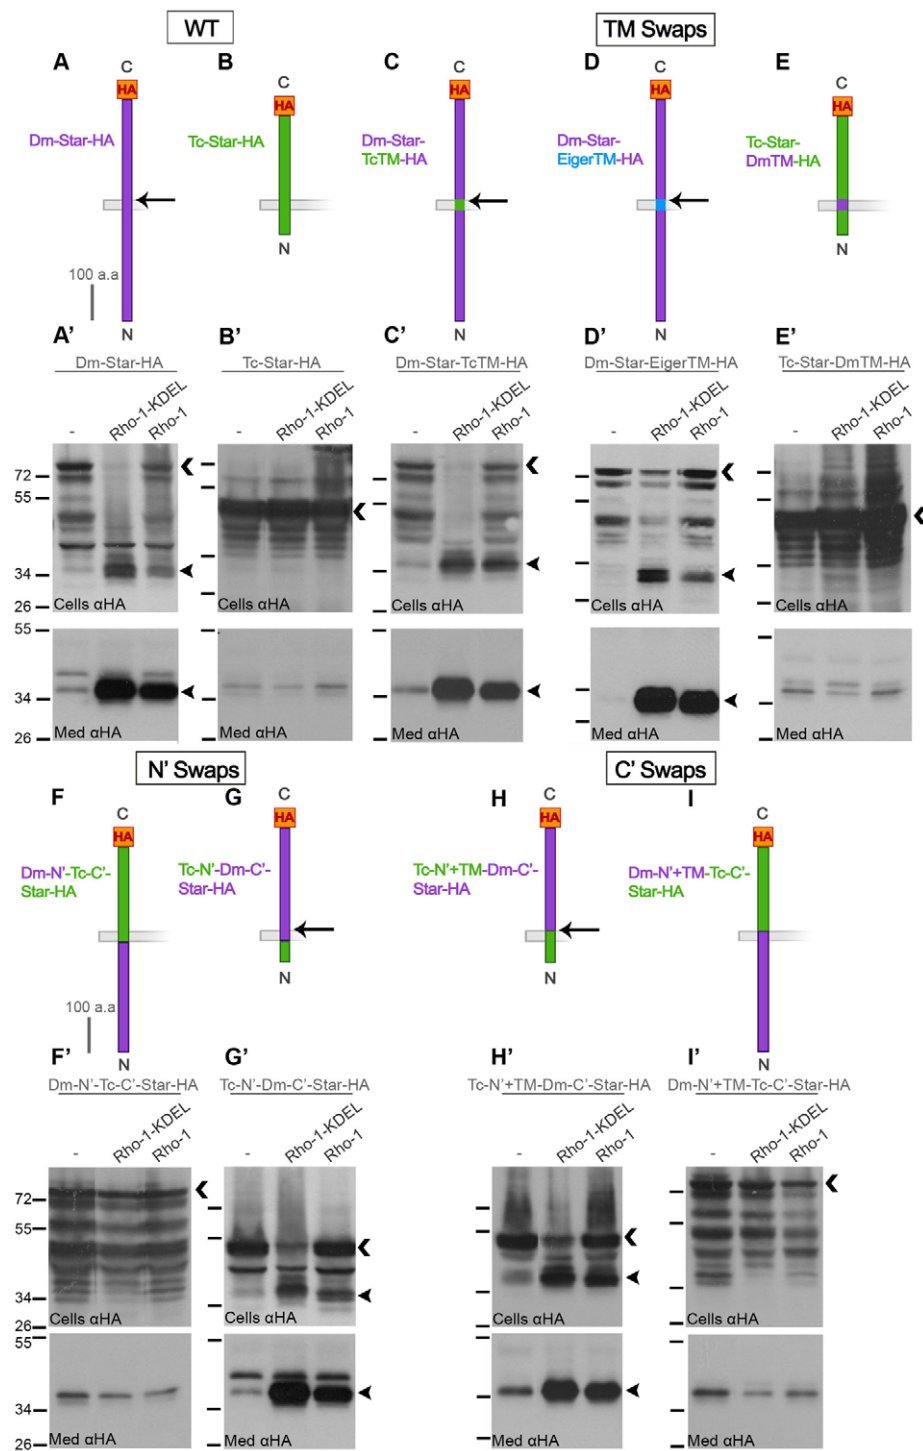 WT
TM Swaps
A
B
C
D
E
C
C
C
C
C
HA
HA
HA
HA
HA
Dm-Star-HA
Tc-Star-HA
Dm-Star-
TcTM-HA
Dm-Star-
EigerTM-HA
Tc-Star-
DmTM-HA
N
N
N
N
N
100 a.a
A'
B'
C'
D'
E'
Dm-Star-HA
Tc-Star-HA
Dm-Star-TcTM-HA
Dm-Star-EigerTM-HA
Tc-Star-DmTM-HA
- Rho-1-KDEL Rho-1
- Rho-1-KDEL Rho-1
- Rho-1-KDEL Rho-1
- Rho-1-KDEL Rho-1
- Rho-1-KDEL Rho-1
72
55
34
26
Cells αHA
Cells αHA
Cells αHA
Cells αHA
Cells αHA
55
34
26
Med αHA
Med αHA
Med αHA
Med αHA
Med αHA
N' Swaps
C' Swaps
F
G
H
I
C
C
C
C
HA
HA
HA
HA
Dm-N'-Tc-C'-
Star-HA
Tc-N'-Dm-C'-
Star-HA
Tc-N'+TM-Dm-C'-
Star-HA
Dm-N'+TM-Tc-C'-
Star-HA
N
N
N
N
100 a.a
F'
G'
H'
I'
Dm-N'-Tc-C'-Star-HA
Tc-N'-Dm-C'-Star-HA
Tc-N'+TM-Dm-C'-Star-HA
Dm-N'+TM-Tc-C'-Star-HA
- Rho-1-KDEL Rho-1
- Rho-1-KDEL Rho-1
- Rho-1-KDEL Rho-1
- Rho-1-KDEL Rho-1
72
55
34
26
Cells αHA
Cells αHA
Cells αHA
Cells αHA
55
34
26
Med αHA
Med αHA
Med αHA
Med αHA